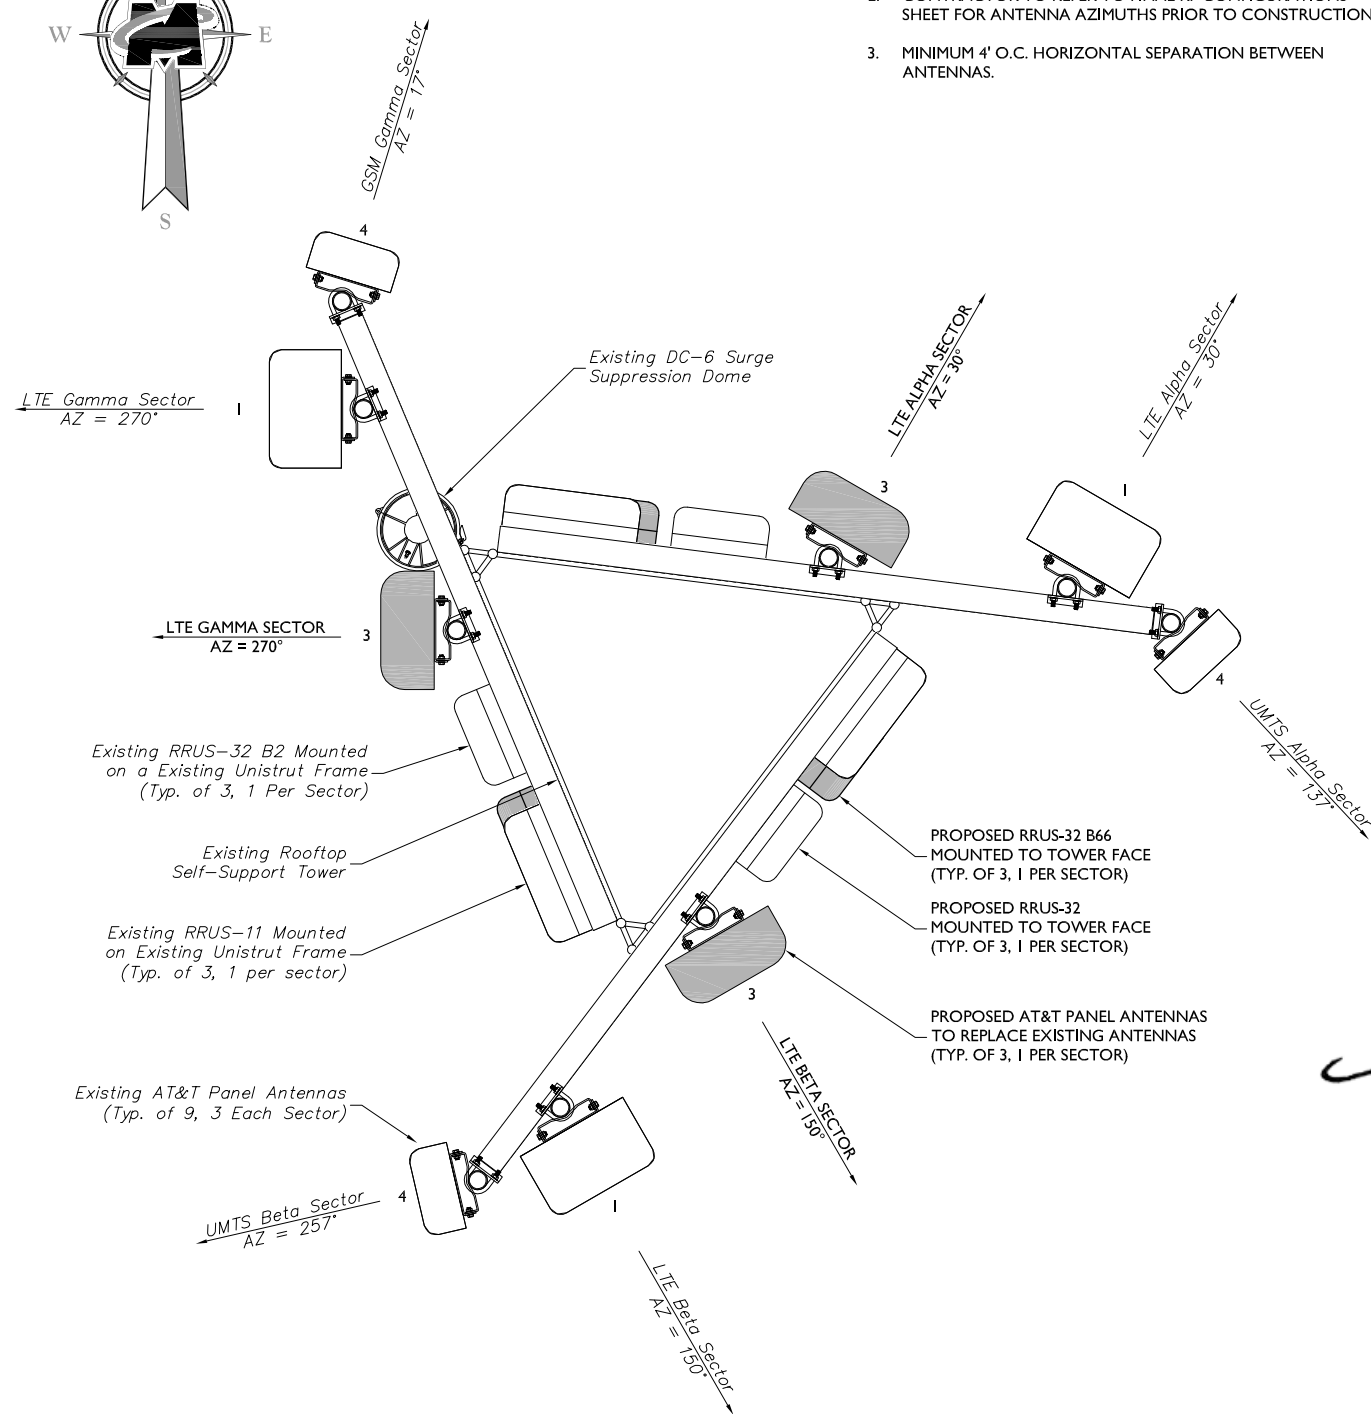 W
E
S
SHEET FOR ANTENNA AZIMUTHS PRIOR TO CONSTRUCTION
3. MINIMUM 4' O.C. HORIZONTAL SEPARATION BETWEEN
ANTENNAS.
GSM Gamma Sector
AZ = 17°
4
Existing DC-6 Surge
Suppression Dome
LTE ALPHA SECTOR
AZ = 30°
LTE Alpha Sector
AZ = 30°
LTE Gamma Sector
AZ = 270°
1
3
1
LTE GAMMA SECTOR
AZ = 270°
3
4
UMTS Alpha Sector
AZ = 137°
Existing RRUS-32 B2 Mounted
on a Existing Unistrut Frame
(Typ. of 3, 1 Per Sector)
Existing Rooftop
Self-Support Tower
PROPOSED RRUS-32 B66
MOUNTED TO TOWER FACE
(TYP. OF 3, 1 PER SECTOR)
PROPOSED RRUS-32
MOUNTED TO TOWER FACE
(TYP. OF 3, 1 PER SECTOR)
Existing RRUS-11 Mounted
on Existing Unistrut Frame
(Typ. of 3, 1 per sector)
3
PROPOSED AT&T PANEL ANTENNAS
TO REPLACE EXISTING ANTENNAS
(TYP. OF 3, 1 PER SECTOR)
LTE BETA SECTOR
AZ = 150°
Existing AT&T Panel Antennas
(Typ. of 9, 3 Each Sector)
4
UMTS Beta Sector
AZ = 257°
1
LTE Beta Sector
AZ = 150°